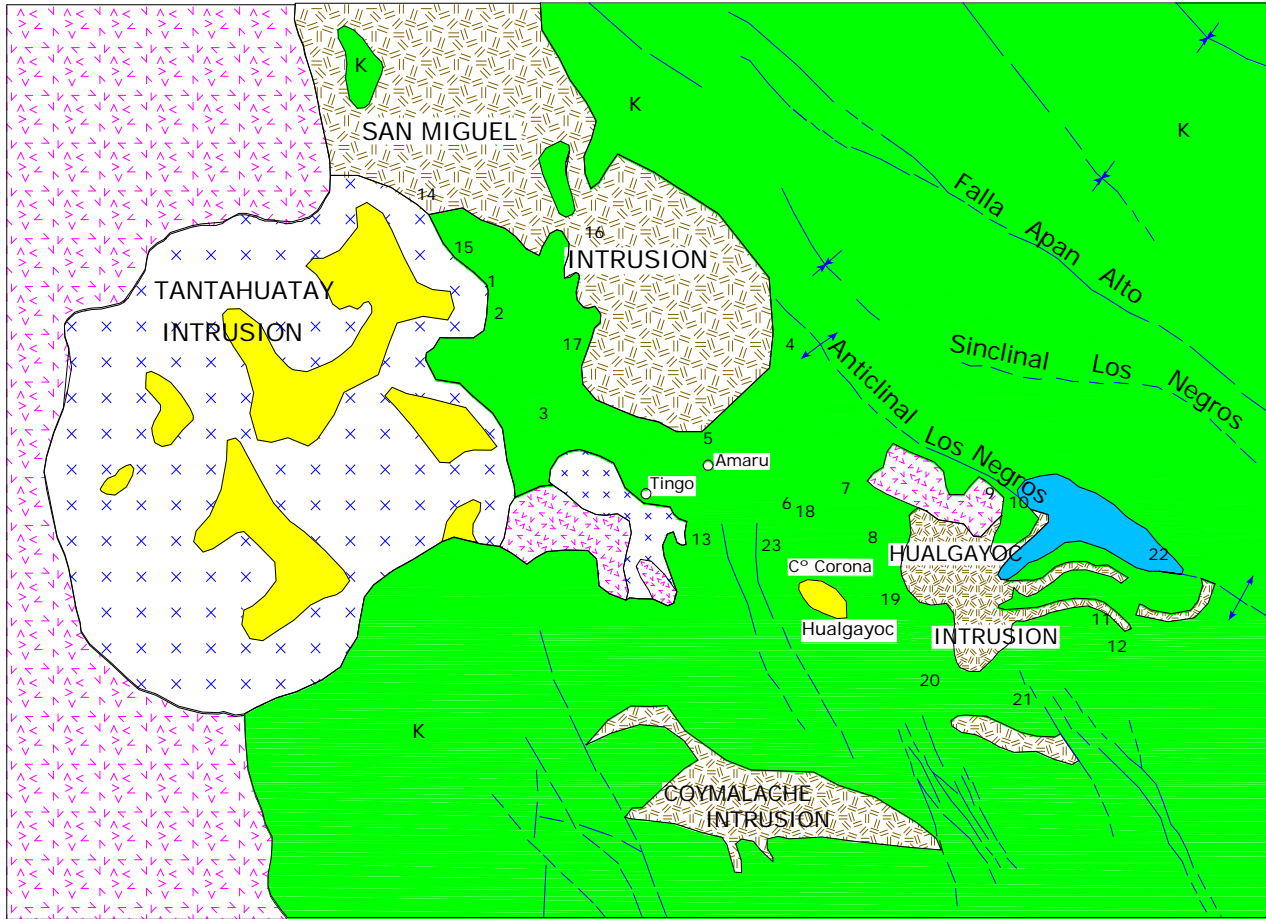 K
SAN MIGUEL
K
K
14
Falla Apan Alto
16
15
INTRUSION
1
TANTAHUATAY
INTRUSION
2
17
4
Anticlinal Los Negros
Sinclinal Los Negros
3
5
Amaru
Tingo
7
9
10
6
18
13
23
8
HUALGAYOC
22
C° Corona
19
Hualgayoc
INTRUSION
11
12
20
21
K
COYMALACHE
INTRUSION